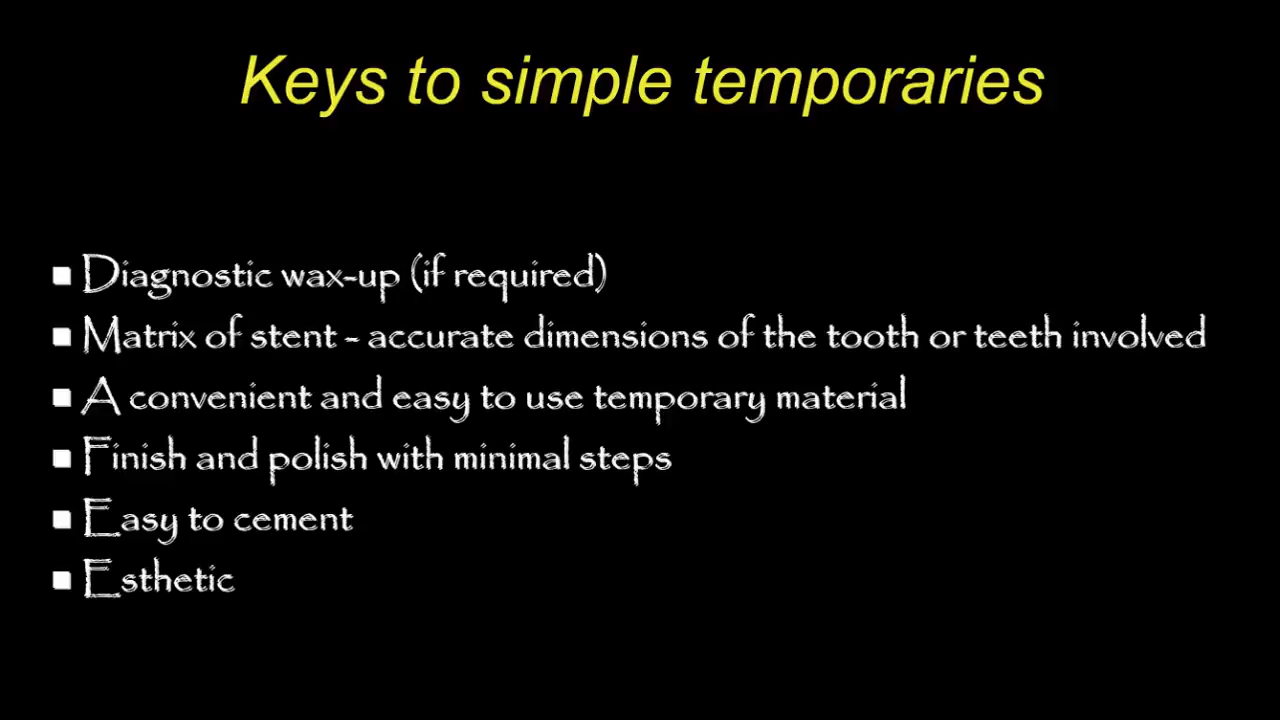 Keys to simple temporaries
Diagnostic wax-up (if required)
Matrix of stent - accurate dimensions of the tooth or teeth involved
A convenient and easy to use temporary material
Finish and polish with minimal steps
Easy to cement
Esthetic